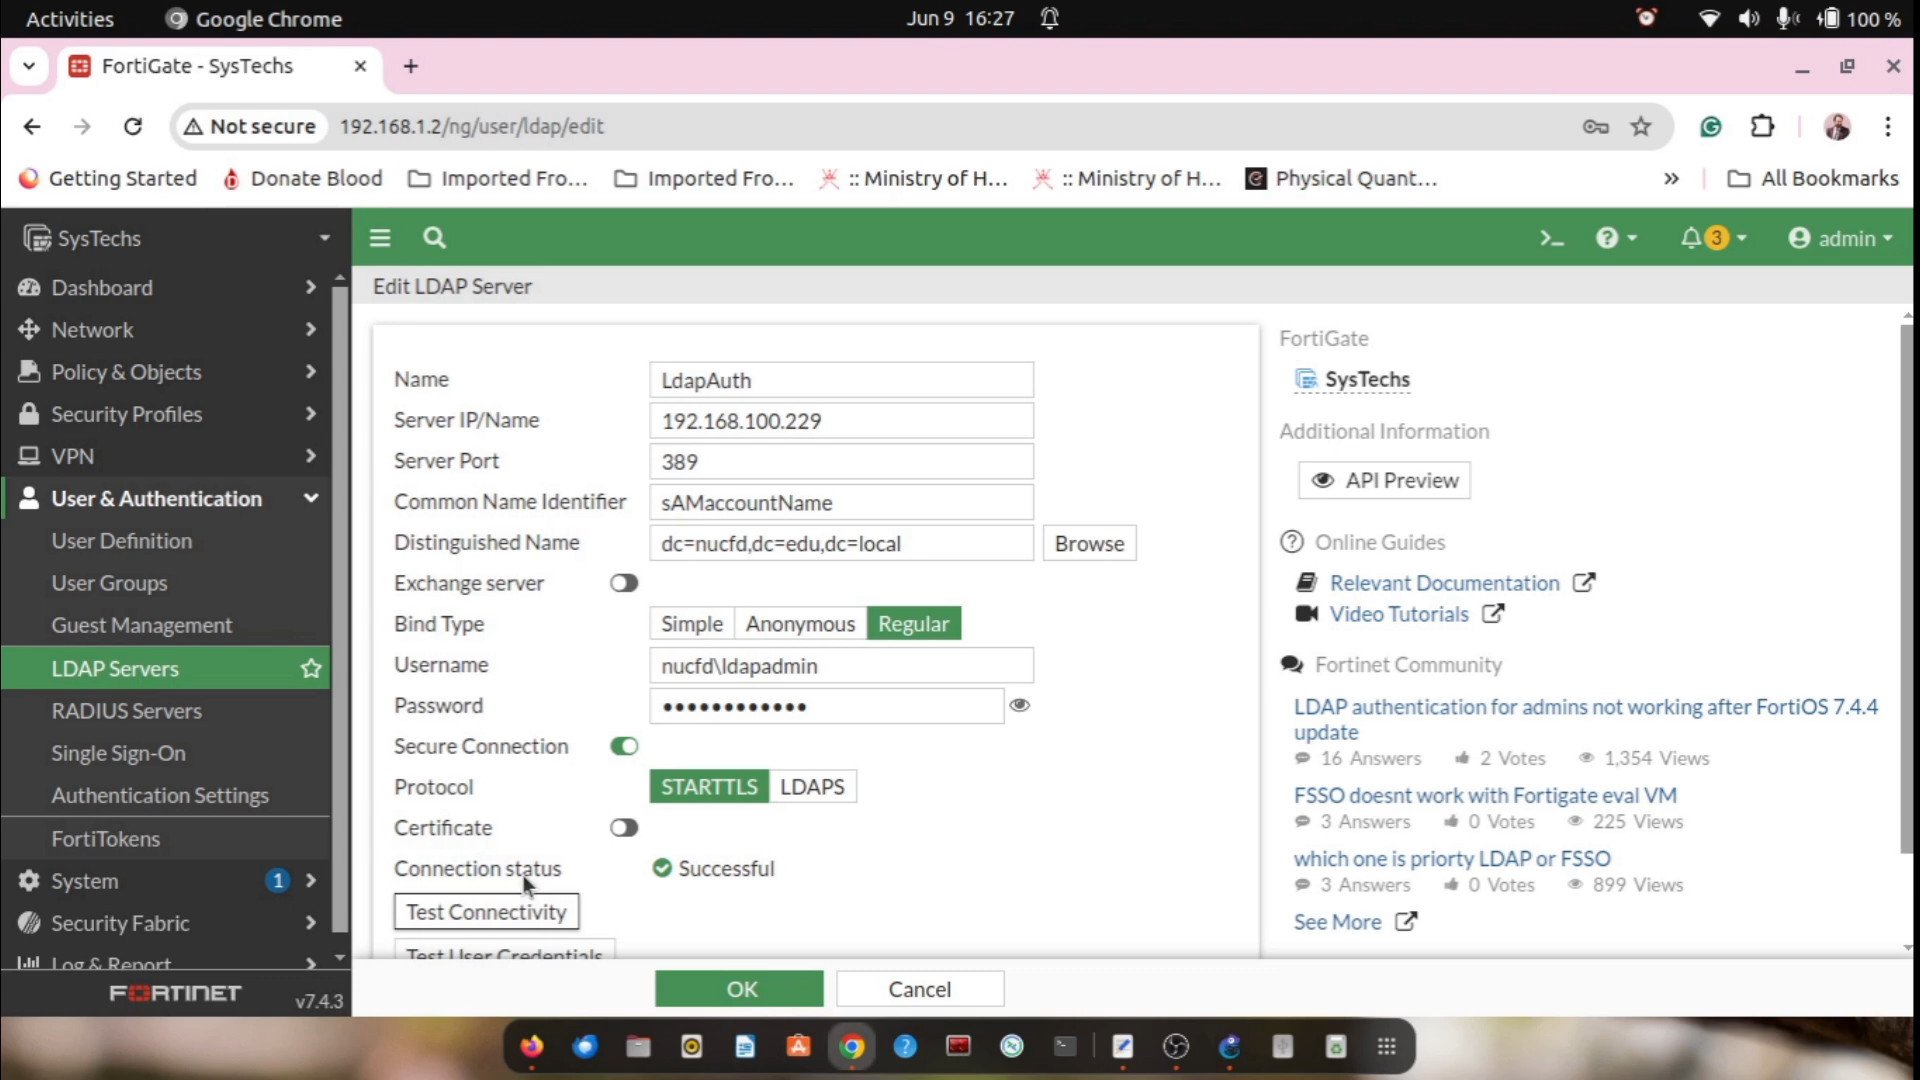 Activities
Google Chrome
Jun 9 16:27
100 %
FortiGate - SysTechs
Not secure
192.168.1.2/ng/user/ldap/edit
Getting Started
Donate Blood
Imported Fro...
Imported Fro...
:: Ministry of H...
:: Ministry of H...
Physical Quant...
All Bookmarks
SysTechs
3
admin
Dashboard
Network
Policy & Objects
Security Profiles
VPN
User & Authentication
User Definition
User Groups
Guest Management
LDAP Servers
RADIUS Servers
Single Sign-On
Authentication Settings
FortiTokens
System 1
Security Fabric
Log & Report
FORTINET
v7.4.3
Edit LDAP Server
Name LdapAuth
Server IP/Name 192.168.100.229
Server Port 389
Common Name Identifier sAMaccountName
Distinguished Name dc=nucfd,dc=edu,dc=local Browse
Exchange server
Bind Type Simple Anonymous Regular
Username nucfd\ldapadmin
Password ••••••••••••
Secure Connection
Protocol STARTTLS LDAPS
Certificate
Connection status Successful
Test Connectivity
Test User Credentials
OK
Cancel
FortiGate
SysTechs
Additional Information
API Preview
Online Guides
Relevant Documentation
Video Tutorials
Fortinet Community
LDAP authentication for admins not working after FortiOS 7.4.4
update
16 Answers 2 Votes 1,354 Views
FSSO doesnt work with Fortigate eval VM
3 Answers 0 Votes 225 Views
which one is priorty LDAP or FSSO
3 Answers 0 Votes 899 Views
See More